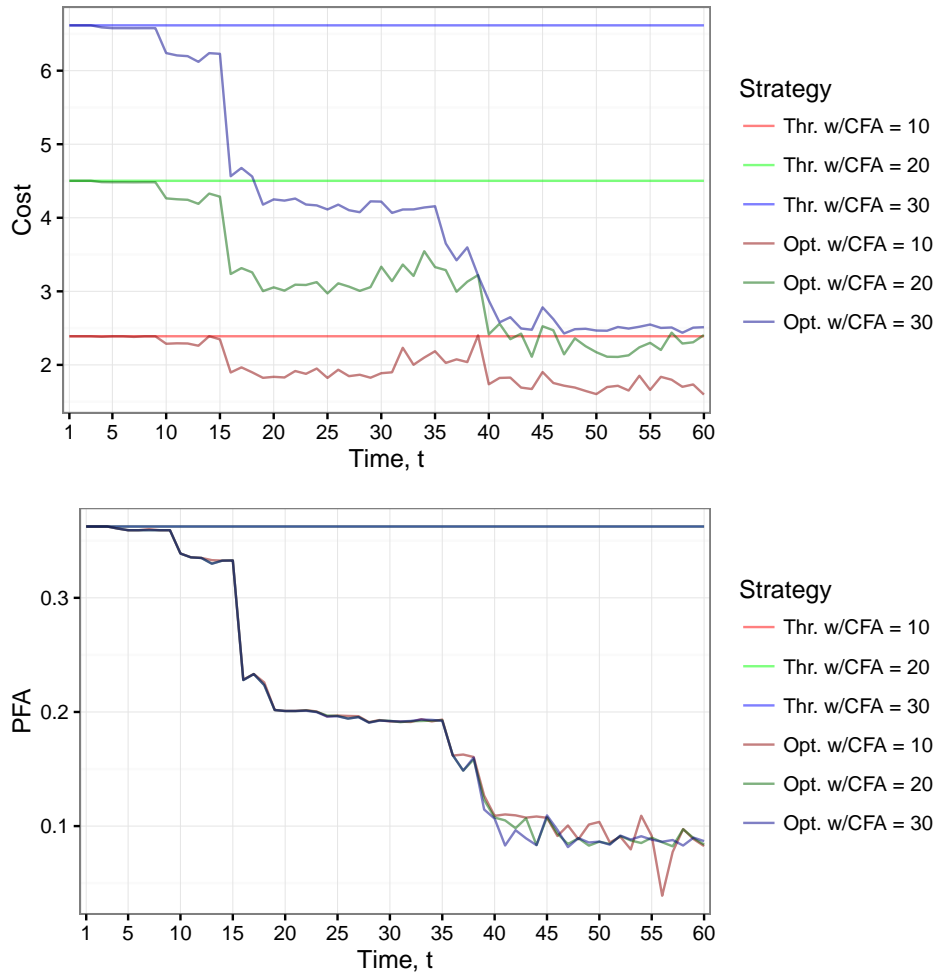 6
5
4
3
2
Cost
1 5 10 15 20 25 30 35 40 45 50 55 60
Time, t
Strategy
Thr. w/CFA = 10
Thr. w/CFA = 20
Thr. w/CFA = 30
Opt. w/CFA = 10
Opt. w/CFA = 20
Opt. w/CFA = 30
0.3
0.2
0.1
PFA
1 5 10 15 20 25 30 35 40 45 50 55 60
Time, t
Strategy
Thr. w/CFA = 10
Thr. w/CFA = 20
Thr. w/CFA = 30
Opt. w/CFA = 10
Opt. w/CFA = 20
Opt. w/CFA = 30